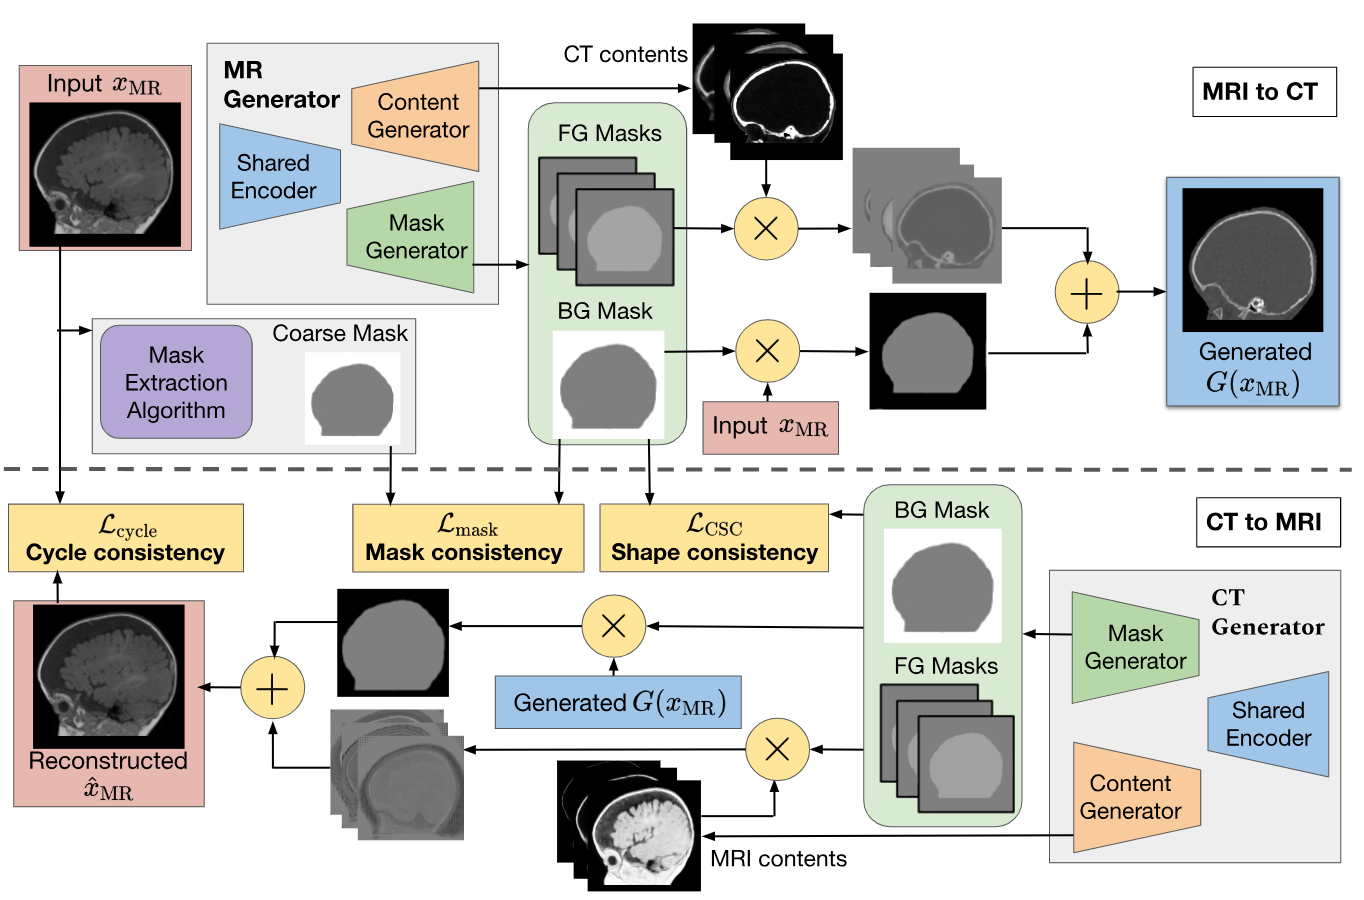 Input x_MR
MR
Generator
Content
Generator
Shared
Encoder
Mask
Generator
CT contents
FG Masks
BG Mask
MRI to CT
Mask
Extraction
Algorithm
Coarse Mask
Input x_MR
Generated
G(x_MR)
ℒ_cycle
Cycle consistency
ℒ_mask
Mask consistency
ℒ_CSC
Shape consistency
BG Mask
FG Masks
CT to MRI
CT
Generator
Mask
Generator
Shared
Encoder
Content
Generator
Generated G(x_MR)
MRI contents
Reconstructed
x̂_MR